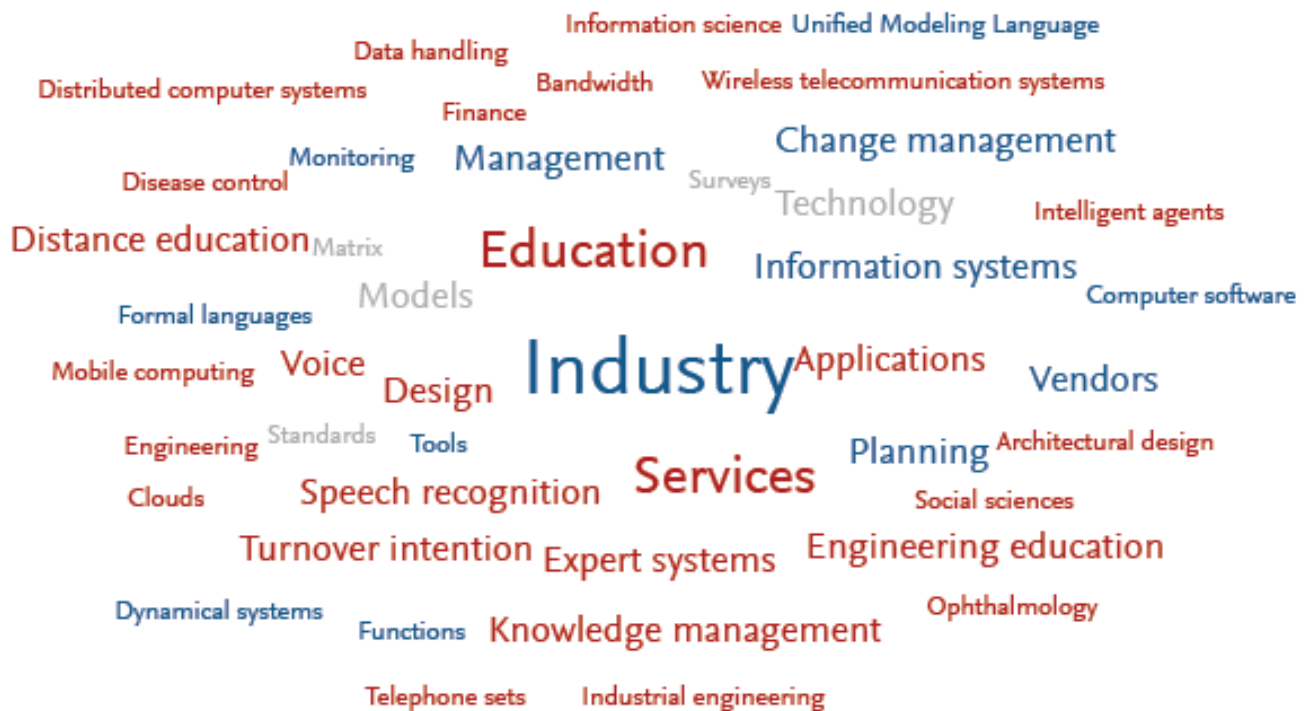 Information science Unified Modeling Language
Data handling
Distributed computer systems Bandwidth Wireless telecommunication systems
Finance
Monitoring Management Change management
Disease control Surveys Technology
Distance education Matrix Education Intelligent agents
Models Information systems
Formal languages Computer software
Mobile computing Voice Design Industry Applications Vendors
Engineering Standards Tools Planning Architectural design
Clouds Speech recognition Services Social sciences
Turnover intention Expert systems Engineering education
Dynamical systems Ophthalmology
Functions Knowledge management
Telephone sets Industrial engineering